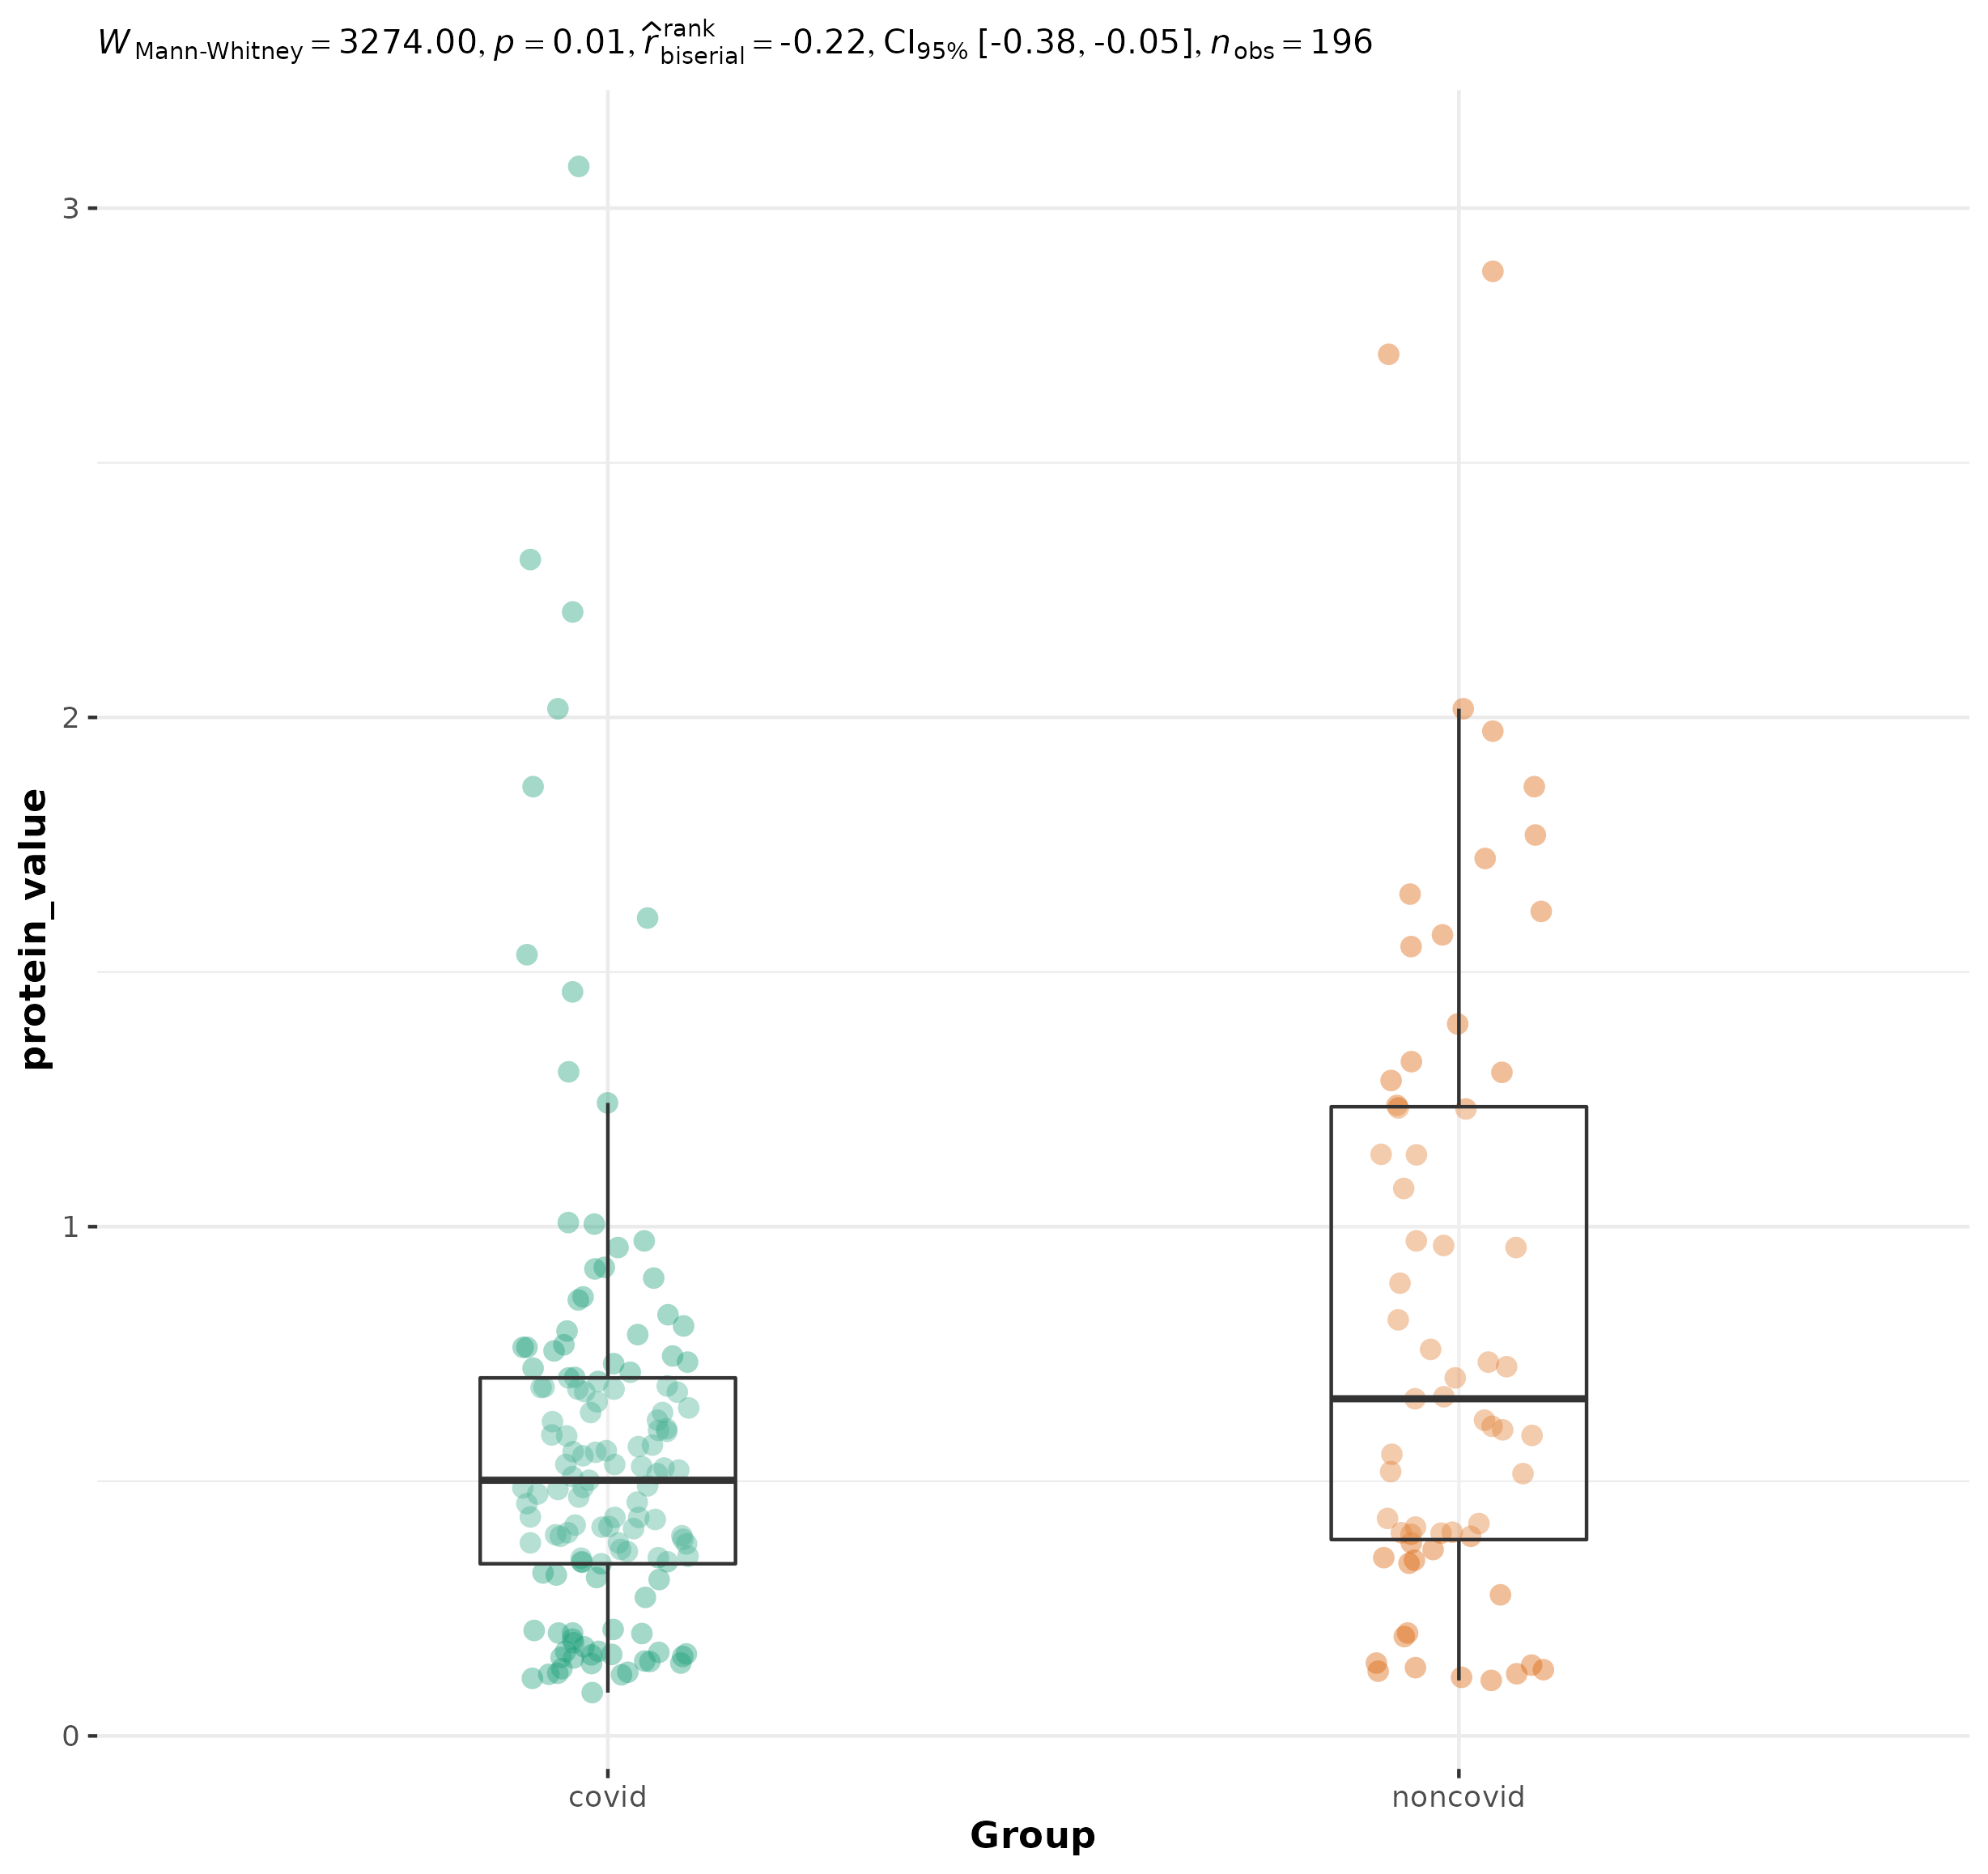 W Mann-Whitney = 3274.00, p = 0.01, r̂ rank biserial = -0.22, CI95% [-0.38, -0.05], nobs = 196
protein_value
3
2
1
0
covid noncovid
Group